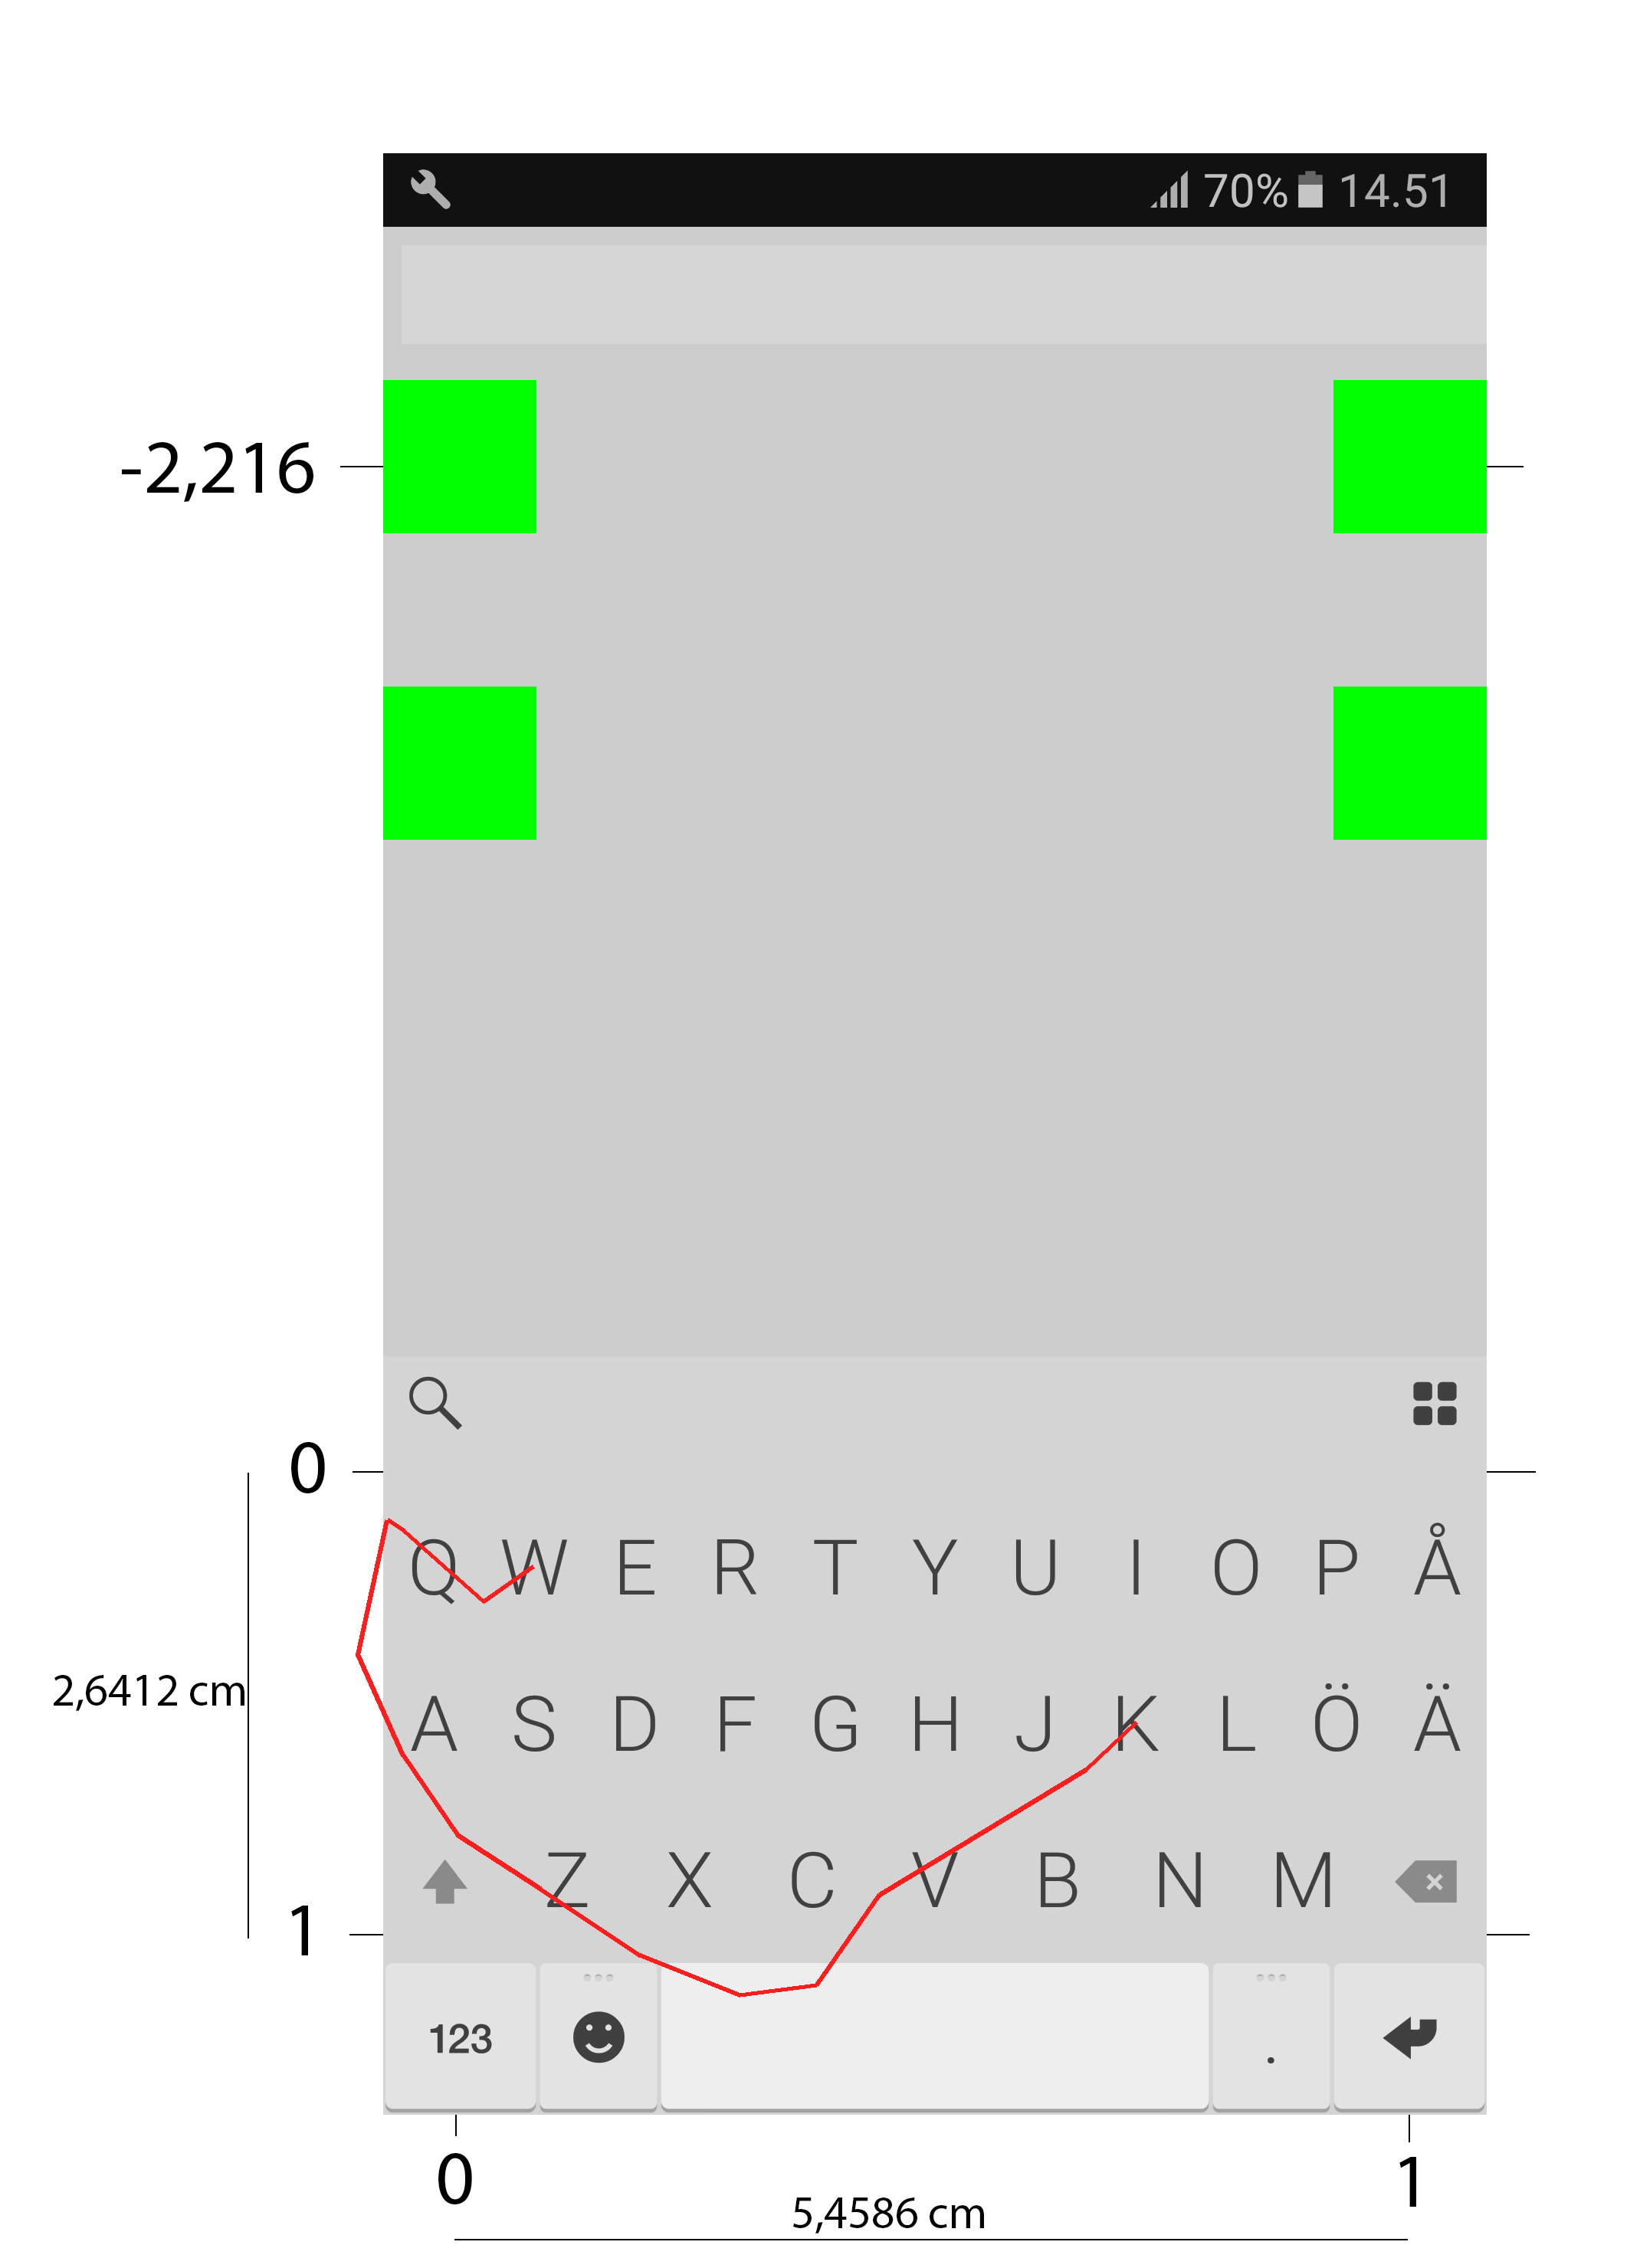 70% 14.51
-2,216
0
Q W E R T Y U I O P Å
2,6412 cm
A S D F G H J K L Ö Ä
Z X C V B N M
1
123 .
0 1
5,4586 cm